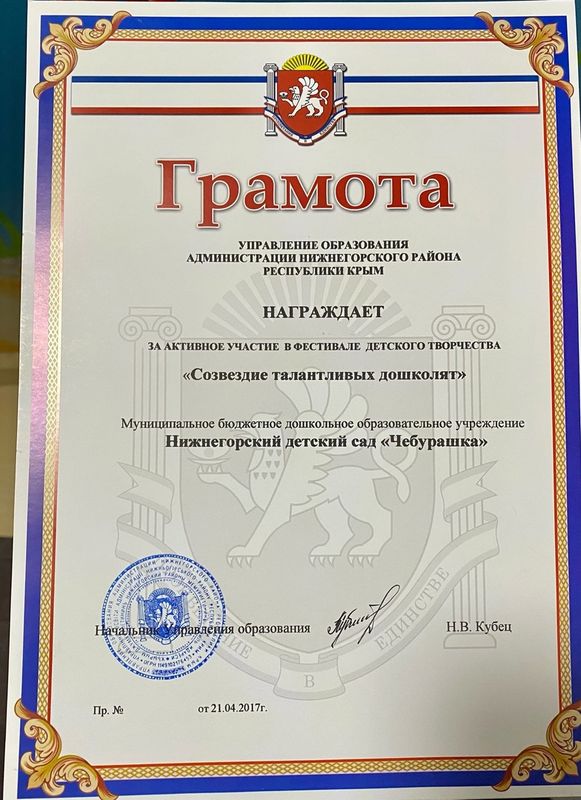 Грамота
УПРАВЛЕНИЕ ОБРАЗОВАНИЯ
АДМИНИСТРАЦИИ НИЖНЕГОРСКОГО РАЙОНА
РЕСПУБЛИКИ КРЫМ
НАГРАЖДАЕТ
ЗА АКТИВНОЕ УЧАСТИЕ В ФЕСТИВАЛЕ ДЕТСКОГО ТВОРЧЕСТВА
«Созвездие талантливых дошколят»
Муниципальное бюджетное дошкольное образовательное учреждение
Нижнегорский детский сад «Чебурашка»
Начальник Управления образования
Н.В. Кубец
В ЕДИНСТВЕ
Пр. № от 21.04.2017г.